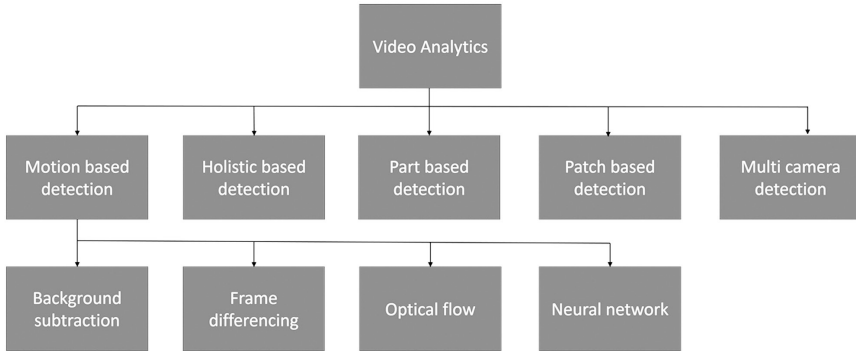 Video Analytics
Motion based
detection
Holistic based
detection
Part based
detection
Patch based
detection
Multi camera
detection
Background
subtraction
Frame
differencing
Optical flow
Neural network